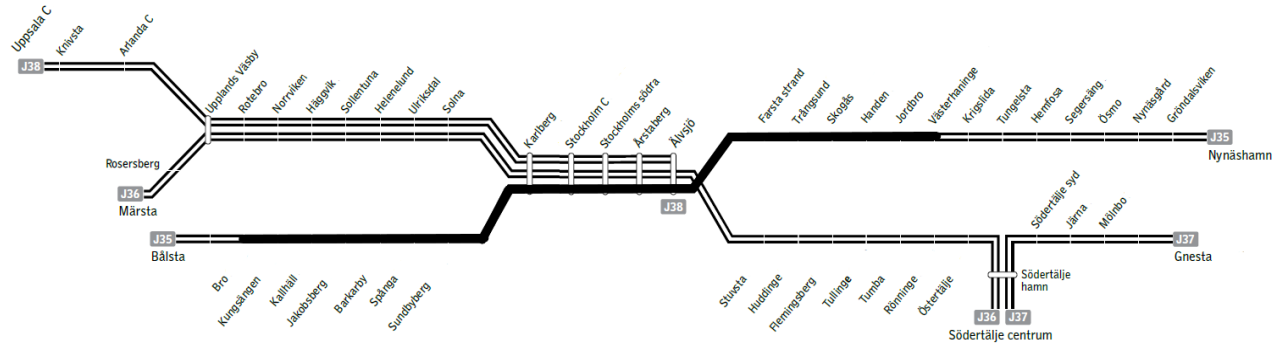 Uppsala C
Knivsta
Arlanda C
J38
Upplands Väsby
Rotebro
Norrviken
Häggvik
Sollentuna
Helenelund
Ulriksdal
Solna
Karlberg
Stockholm C
Stockholms södra
Årstaberg
Älvsjö
Farsta strand
Trångsund
Skogås
Handen
Jordbro
Västerhaninge
Krigslida
Tungelsta
Hemfosa
Segersäng
Ösmo
Nynäsgård
Gröndalsviken
J35
Nynäshamn
Rosersberg
J36
Märsta
J38
J35
Bålsta
Bro
Kungsängen
Kallhäll
Jakobsberg
Barkarby
Spånga
Sundbyberg
Stuvsta
Huddinge
Flemingsberg
Tullinge
Tumba
Rönninge
Östertälje
Södertälje syd
Järna
Mölnbo
J37
Gnesta
Södertälje
hamn
J36
J37
Södertälje centrum